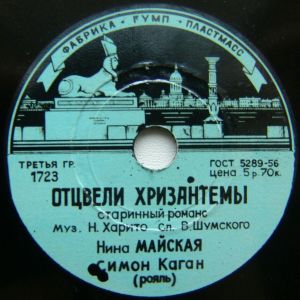 ФАБРИКА • ГУМП • ПЛАСТМАСС
ТРЕТЬЯ ГР.
1723
ГОСТ 5289-56
цена 5 р. 70к.
ОТЦВЕЛИ ХРИЗАНТЕМЫ
старинный романс
Муз. Н. Харито сл. В. Шумского
Нина МАЙСКАЯ
Симон Каган
(рояль)